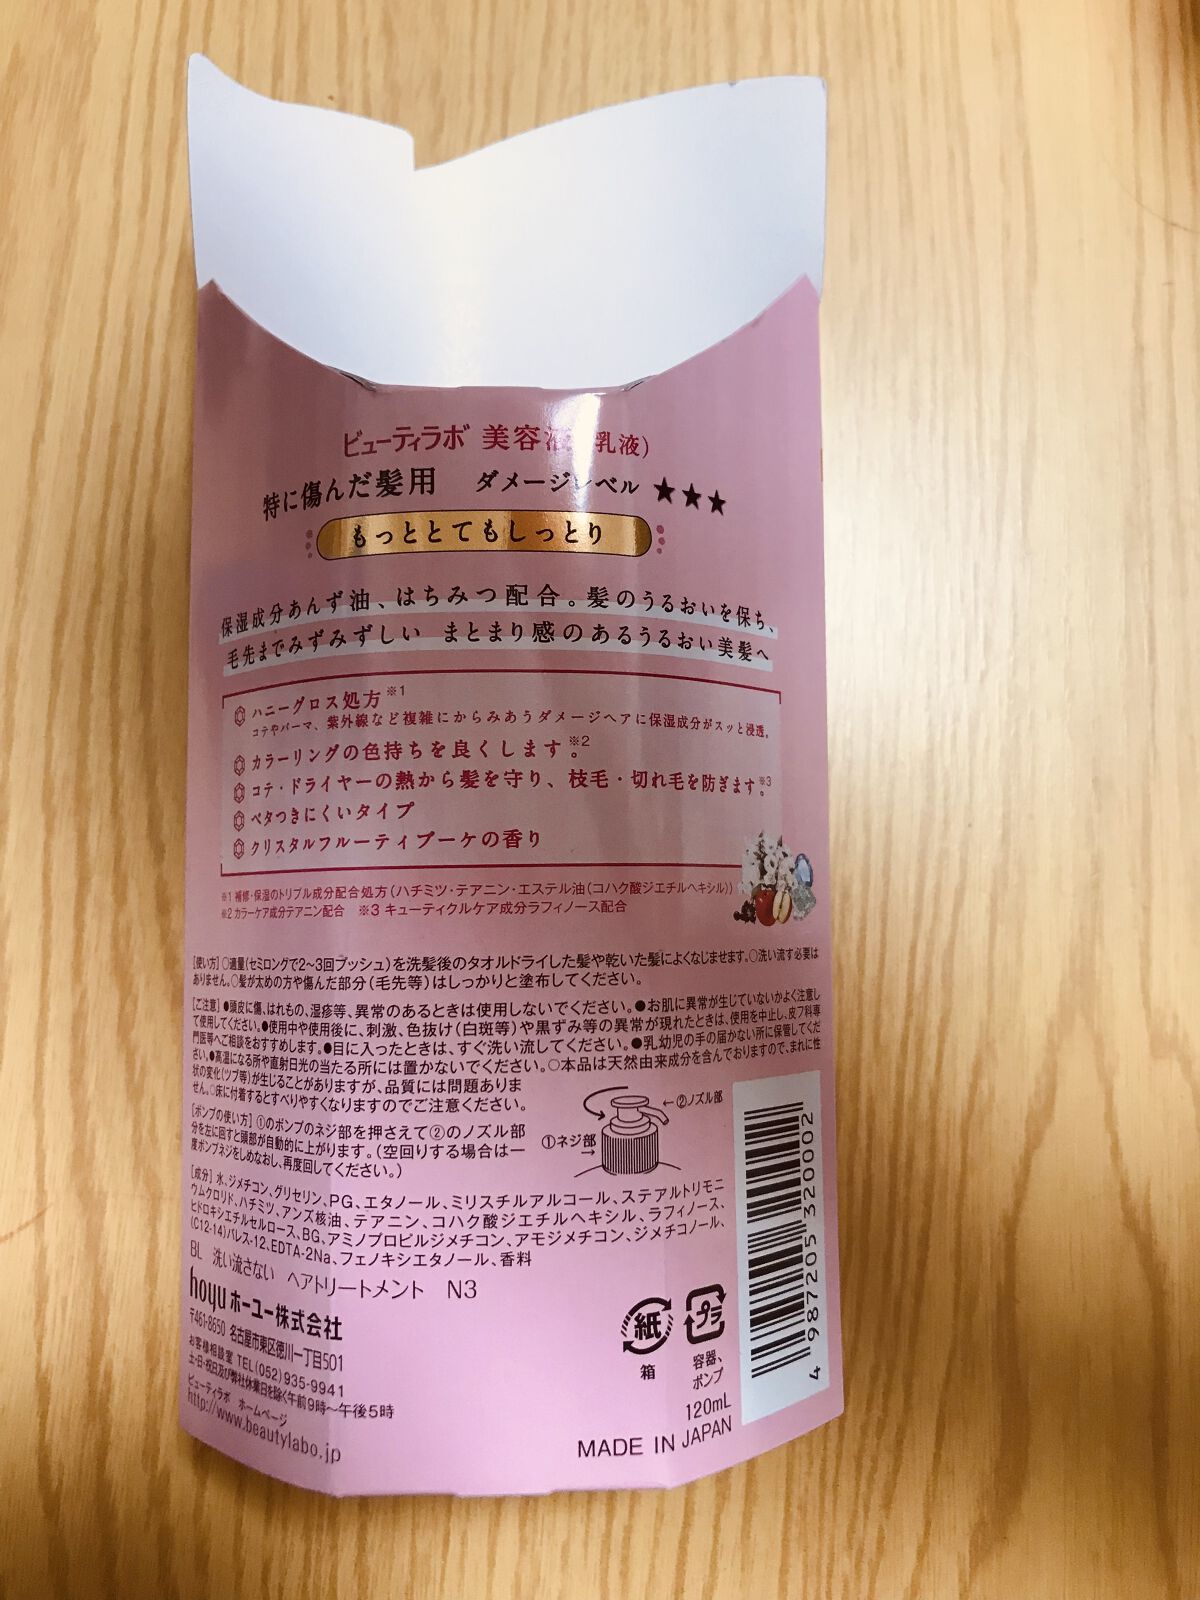 ビューティラボ 美容液(乳液)
特に傷んだ髪用 ダメージレベル ★★★
もっととてもしっとり
保湿成分あんず油、はちみつ配合。髪のうるおいを保ち、
毛先までみずみずしい まとまり感のあるうるおい美髪へ
ハニーグロス処方※1
コテやパーマ、紫外線など複雑にからみあうダメージヘアに保湿成分がスッと浸透。
カラーリングの色持ちを良くします。※2
コテ・ドライヤーの熱から髪を守り、枝毛・切れ毛を防ぎます。※3
ベタつきにくいタイプ
クリスタルフルーティブーケの香り
※1 補修・保湿のトリプル成分配合処方(ハチミツ・テアニン・エステル油(コハク酸ジエチルヘキシル))
※2 カラーケア成分テアニン配合 ※3 キューティクルケア成分ラフィノース配合
[使い方]○適量(セミロングで2~3回プッシュ)を洗髪後のタオルドライした髪や乾いた髪によくなじませます。○洗い流す必要は
ありません。○髪が太めの方や傷んだ部分(毛先等)はしっかりと塗布してください。
[ご注意]●頭皮に傷、はれもの、湿疹等、異常のあるときは使用しないでください。●お肌に異常が生じていないかよく注意し
て使用してください。●使用中や使用後に、刺激、色抜け(白斑等)や黒ずみ等の異常が現れたときは、使用を中止し、皮フ科専
門医等へご相談をおすすめします。●目に入ったときは、すぐ洗い流してください。●乳幼児の手の届かない所に保管してくだ
さい。●高温になる所や直射日光の当たる所には置かないでください。○本品は天然由来成分を含んでおりますので、まれに性
状の変化(ツブ等)が生じることがありますが、品質には問題ありま
せん。○床に付着するとすべりやすくなりますのでご注意ください。
[ポンプの使い方]①のポンプのネジ部を押さえて②のノズル部
分を左に回すと頭部が自動的に上がります。(空回りする場合は一
度ポンプネジをしめなおし、再度回してください。)
①ネジ部→
←②ノズル部
[成分]水、ジメチコン、グリセリン、PG、エタノール、ミリスチルアルコール、ステアルトリモニ
ウムクロリド、ハチミツ、アンズ核油、テアニン、コハク酸ジエチルヘキシル、ラフィノース、
ヒドロキシエチルセルロース、BG、アミノプロピルジメチコン、アモジメチコン、ジメチコノール、
(C12-14)パレス-12、EDTA-2Na、フェノキシエタノール、香料
BL 洗い流さない ヘアトリートメント N3
hoyu ホーユー株式会社
〒461-8650 名古屋市東区徳川一丁目501
お客様相談室 TEL(052)935-9941
土・日・祝日及び弊社休業日を除く午前9時~午後5時
ビューティラボ ホームページ
http://www.beautylabo.jp
紙
箱
プラ
容器、
ポンプ
120mL
MADE IN JAPAN
4 987205 320002